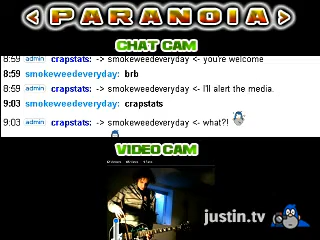 < PARANOIA >
CHAT CAM
8:59 admin crapstats: -> smokeweedeveryday <- you're welcome
8:59 smokeweedeveryday: brb
8:59 admin crapstats: -> smokeweedeveryday <- I'll alert the media.
9:03 smokeweedeveryday: crapstats
9:03 admin crapstats: -> smokeweedeveryday <- what?!
VIDEO CAM
justin.tv